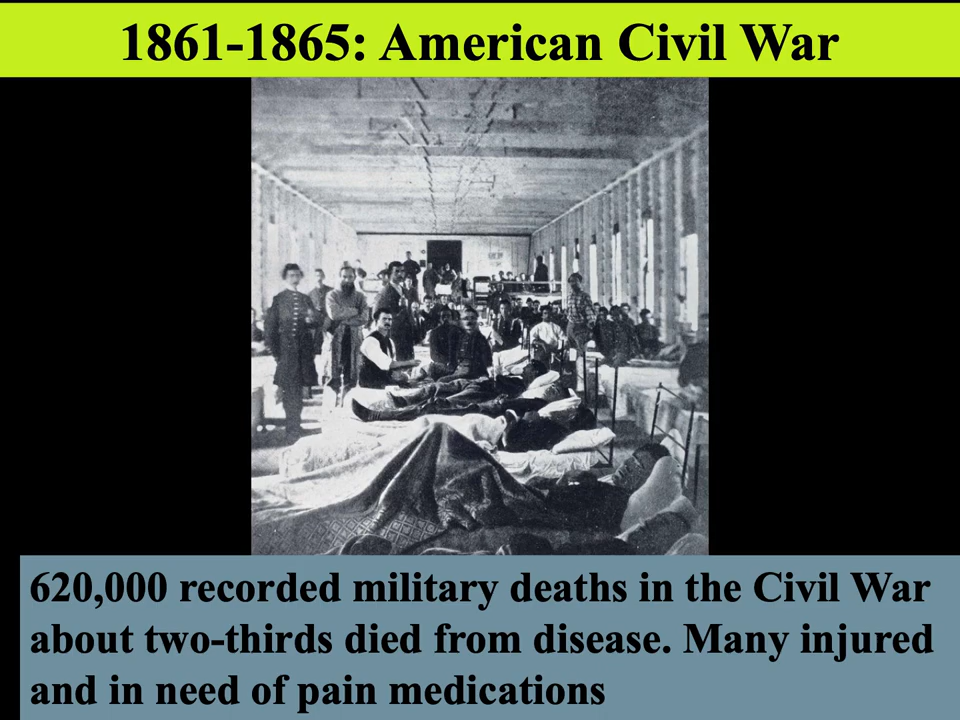 1861-1865: American Civil War
620,000 recorded military deaths in the Civil War
about two-thirds died from disease. Many injured
and in need of pain medications